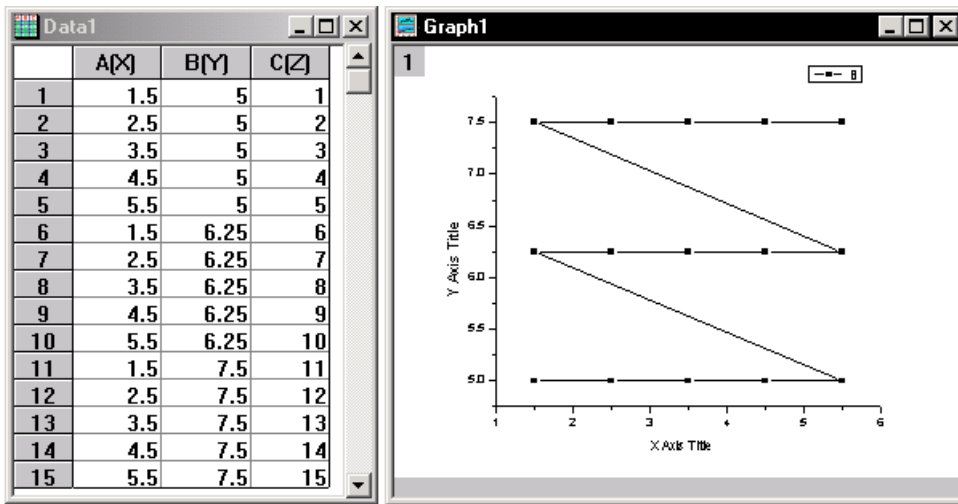 Data1
A(X) B(Y) C(Z)
1 1.5 5 1
2 2.5 5 2
3 3.5 5 3
4 4.5 5 4
5 5.5 5 5
6 1.5 6.25 6
7 2.5 6.25 7
8 3.5 6.25 8
9 4.5 6.25 9
10 5.5 6.25 10
11 1.5 7.5 11
12 2.5 7.5 12
13 3.5 7.5 13
14 4.5 7.5 14
15 5.5 7.5 15
Graph1
1
B
7.5
7.0
6.5
6.0
5.5
5.0
Y Axis Title
1 2 3 4 5 6
X Axis Title